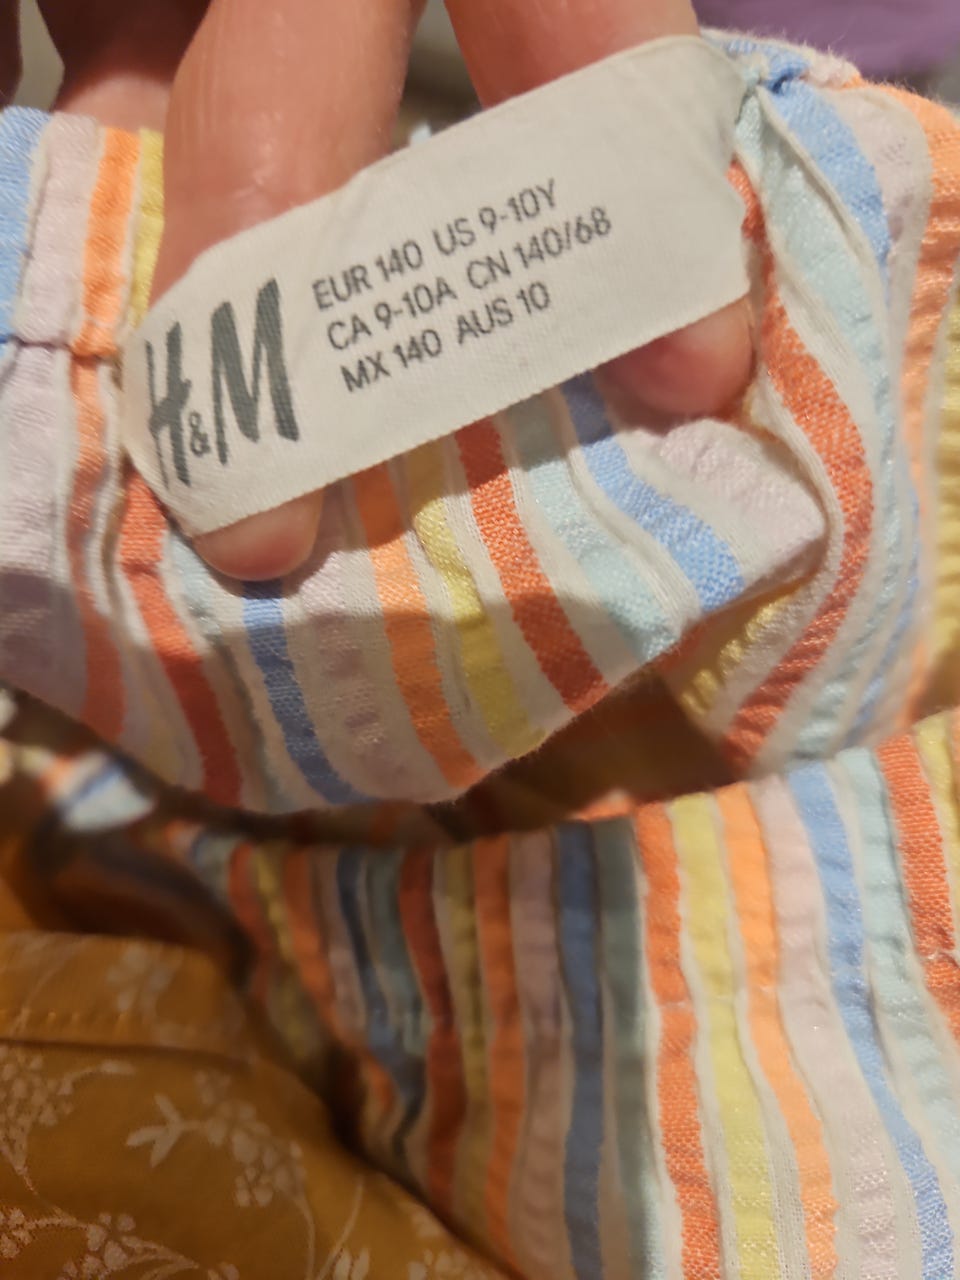 H&M
EUR 140 US 9-10Y
CA 9-10A CN 140/68
MX 140 AUS 10